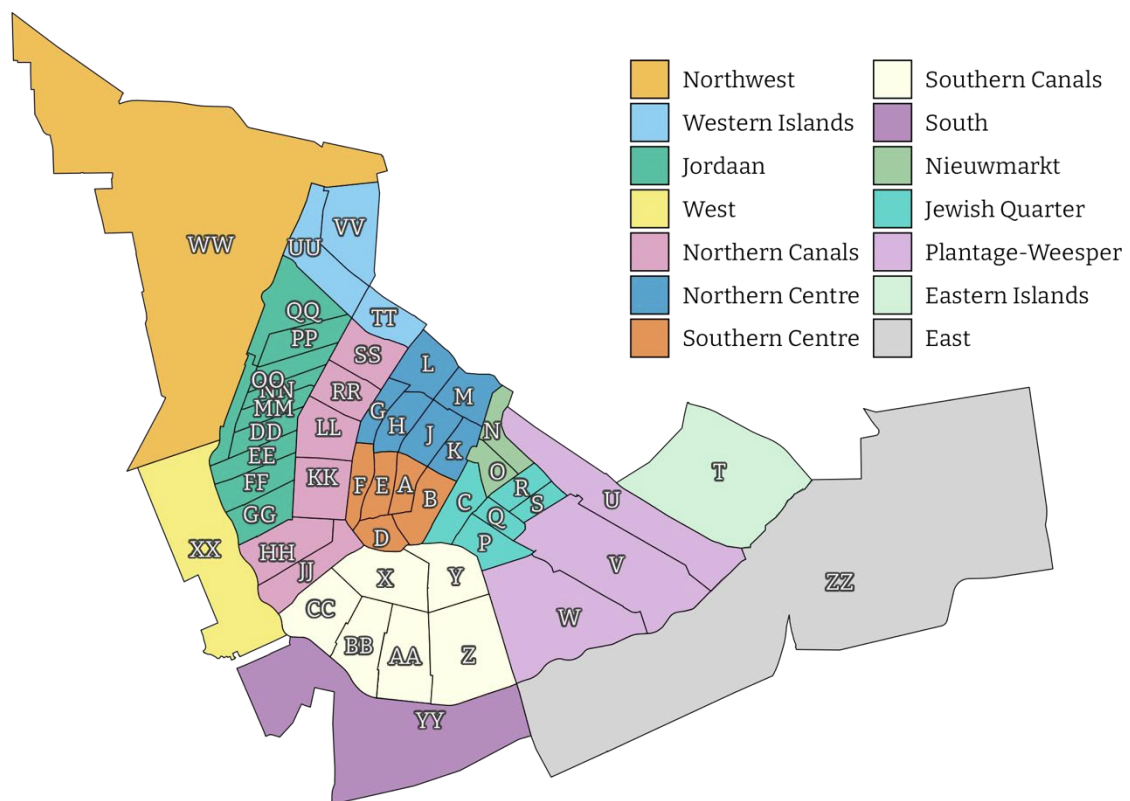 Northwest
Western Islands
Jordaan
West
Northern Canals
Northern Centre
Southern Centre
Southern Canals
South
Nieuwmarkt
Jewish Quarter
Plantage-Weesper
Eastern Islands
East
WW
UU
VV
QQ
TT
PP
SS
L
OO
NN
RR
M
MM
G
H
DD
LL
J
N
EE
K
FF
KK
F
E
A
B
O
R
T
GG
C
S
U
Q
XX
HH
JJ
D
P
X
Y
V
ZZ
CC
W
BB
AA
Z
YY